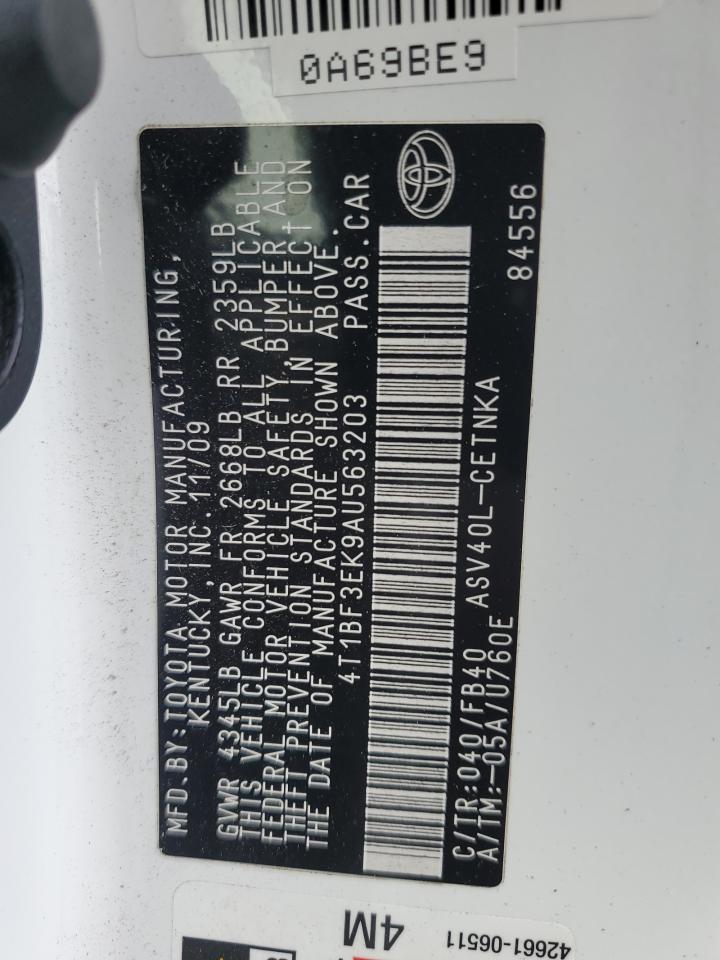 0A69BE9
MFD.BY:TOYOTA MOTOR MANUFACTURING,
KENTUCKY,INC. 11/09
GVWR 4345LB GAWR FR 2668LB RR 2359LB
THIS VEHICLE CONFORMS TO ALL APPLICABLE
FEDERAL MOTOR VEHICLE SAFETY,BUMPER,AND
THEFT PREVENTION STANDARDS IN EFFECT ON
THE DATE OF MANUFACTURE SHOWN ABOVE.
4T1BF3EK9AU563203 PASS.CAR
C/TR:040/FB40 ASV40L-CETNKA
A/TM:-05A/U760E 84556
4M
42661-06511